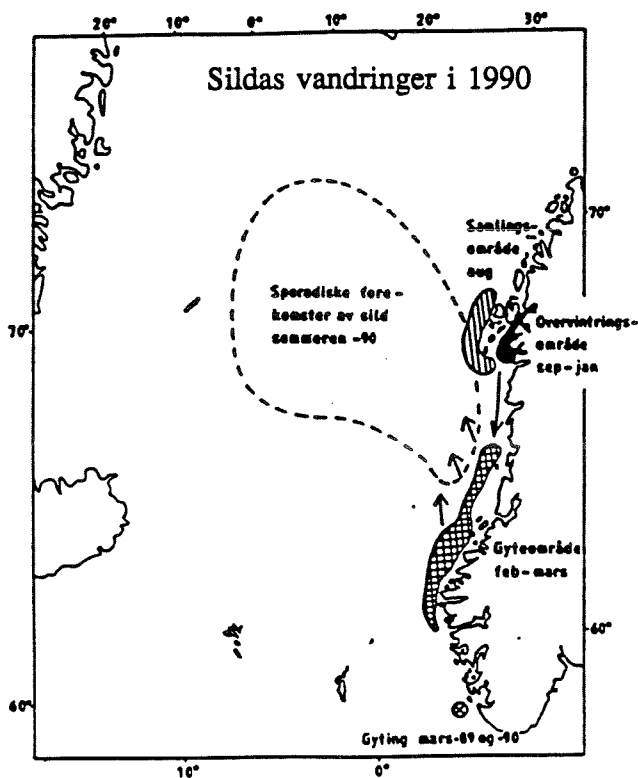 20° 10° 0° 10° 20° 30°
Sildas vandringer i 1990
70°
Samlings-
område
aug
Sporadiske fore-
komster av sild
sommeren -90
Overvintrings-
område
sep-jan
70°
Gyteområde
feb-mars
60°
60°
Gyting mars-89 og -90
10° 0°